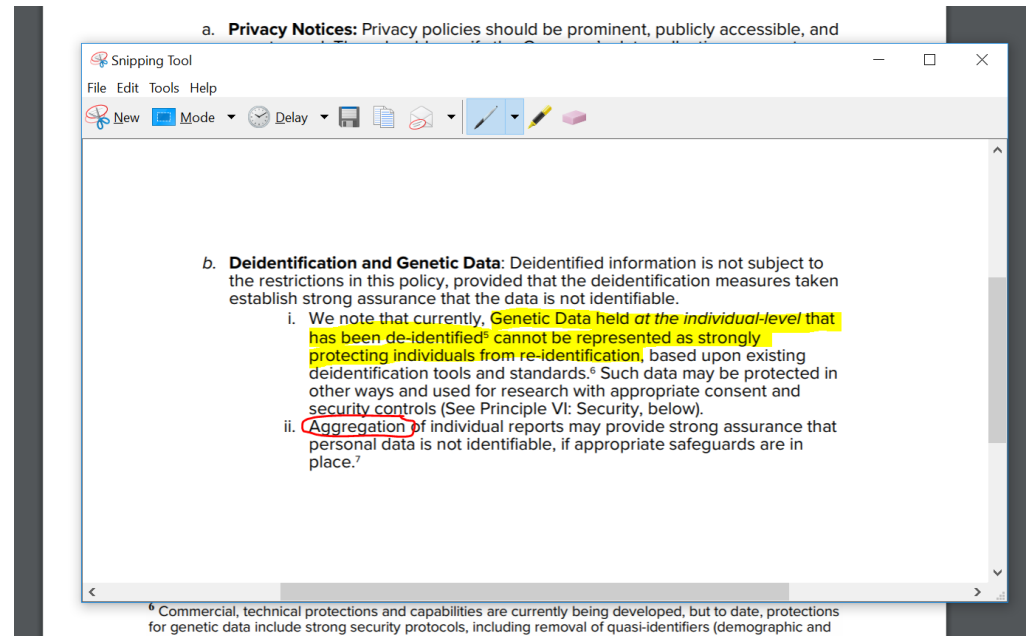 a. Privacy Notices: Privacy policies should be prominent, publicly accessible, and
Snipping Tool
File Edit Tools Help
New Mode Delay
b. Deidentification and Genetic Data: Deidentified information is not subject to
the restrictions in this policy, provided that the deidentification measures taken
establish strong assurance that the data is not identifiable.
i. We note that currently, Genetic Data held at the individual-level that
has been de-identified⁵ cannot be represented as strongly
protecting individuals from re-identification, based upon existing
deidentification tools and standards.⁶ Such data may be protected in
other ways and used for research with appropriate consent and
security controls (See Principle VI: Security, below).
ii. Aggregation of individual reports may provide strong assurance that
personal data is not identifiable, if appropriate safeguards are in
place.⁷
⁶ Commercial, technical protections and capabilities are currently being developed, but to date, protections
for genetic data include strong security protocols, including removal of quasi-identifiers (demographic and